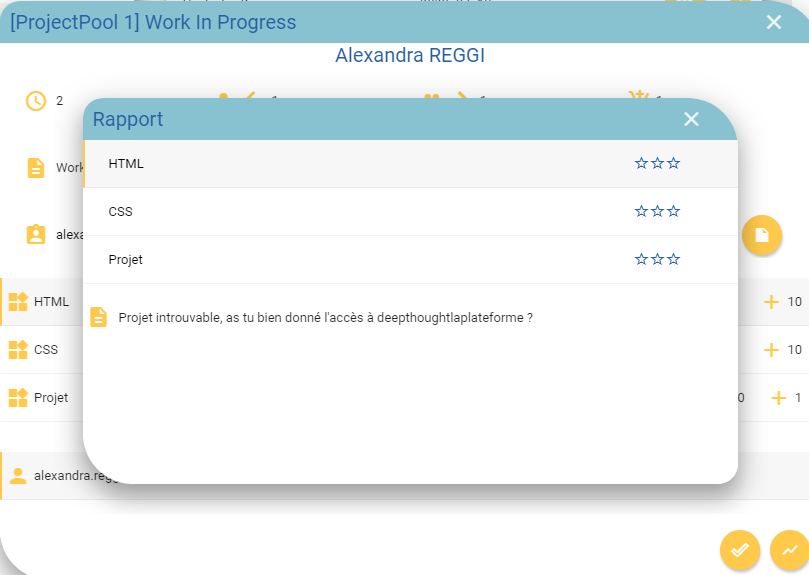 [ProjectPool 1] Work In Progress
Alexandra REGGI
2
Rapport
HTML
CSS
Projet
Projet introuvable, as tu bien donné l'accès à deepthoughtlaplateforme ?
Work
alexa
HTML
10
CSS
10
Projet
0
1
alexandra.regg